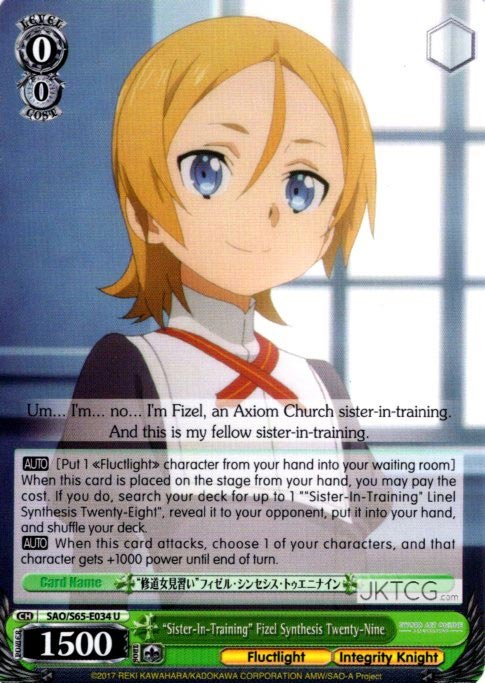 LEVEL
0
0
COST
Um... I'm... no... I'm Fizel, an Axiom Church sister-in-training.
And this is my fellow sister-in-training.
AUTO [Put 1 «Fluctlight» character from your hand into your waiting room]
When this card is placed on the stage from your hand, you may pay the
cost. If you do, search your deck for up to 1 ""Sister-In-Training" Linel
Synthesis Twenty-Eight", reveal it to your opponent, put it into your hand,
and shuffle your deck.
AUTO When this card attacks, choose 1 of your characters, and that
character gets +1000 power until end of turn.
Card Name "修道女見習い"フィゼル・シンセシス・トゥエニナイン
JKTCG.com
CH SAO/S65-E034 U
POWER 1500 SOUL
"Sister-In-Training" Fizel Synthesis Twenty-Nine
Fluctlight Integrity Knight
©2017 REKI KAWAHARA/KADOKAWA CORPORATION AMW/SAO-A Project